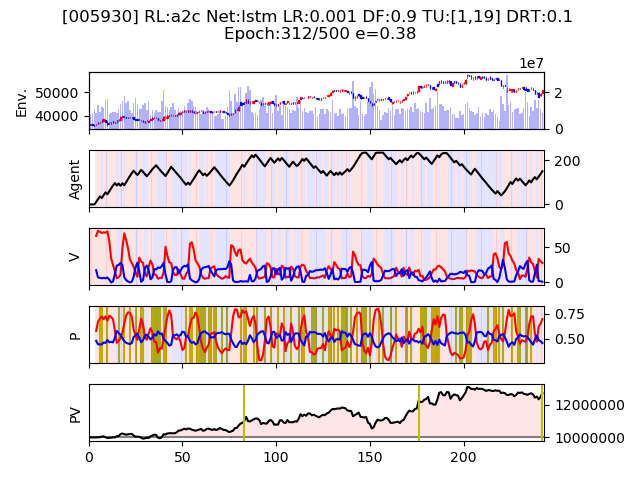 [005930] RL:a2c Net:lstm LR:0.001 DF:0.9 TU:[1,19] DRT:0.1
Epoch:312/500 e=0.38
1e7
Env.
50000
40000
2
0
Agent
200
0
V
50
0
P
0.75
0.50
PV
12000000
10000000
0 50 100 150 200